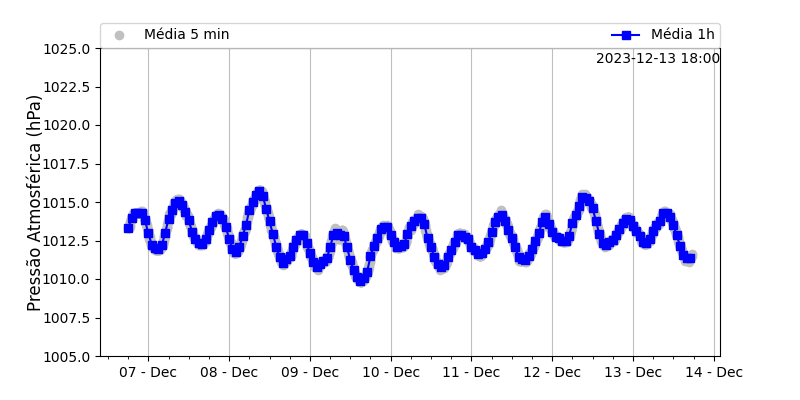 Média 5 min
Média 1h
2023-12-13 18:00
Pressão Atmosférica (hPa)
1025.0
1022.5
1020.0
1017.5
1015.0
1012.5
1010.0
1007.5
1005.0
07 - Dec
08 - Dec
09 - Dec
10 - Dec
11 - Dec
12 - Dec
13 - Dec
14 - Dec